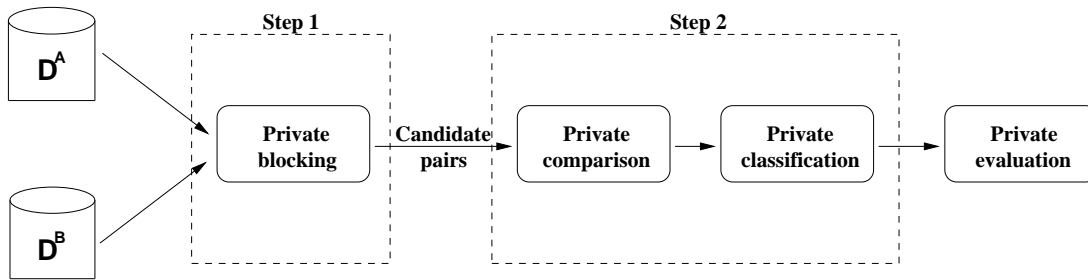 Step 1
Step 2
D^A
Private
blocking
Candidate
pairs
Private
comparison
Private
classification
Private
evaluation
D^B